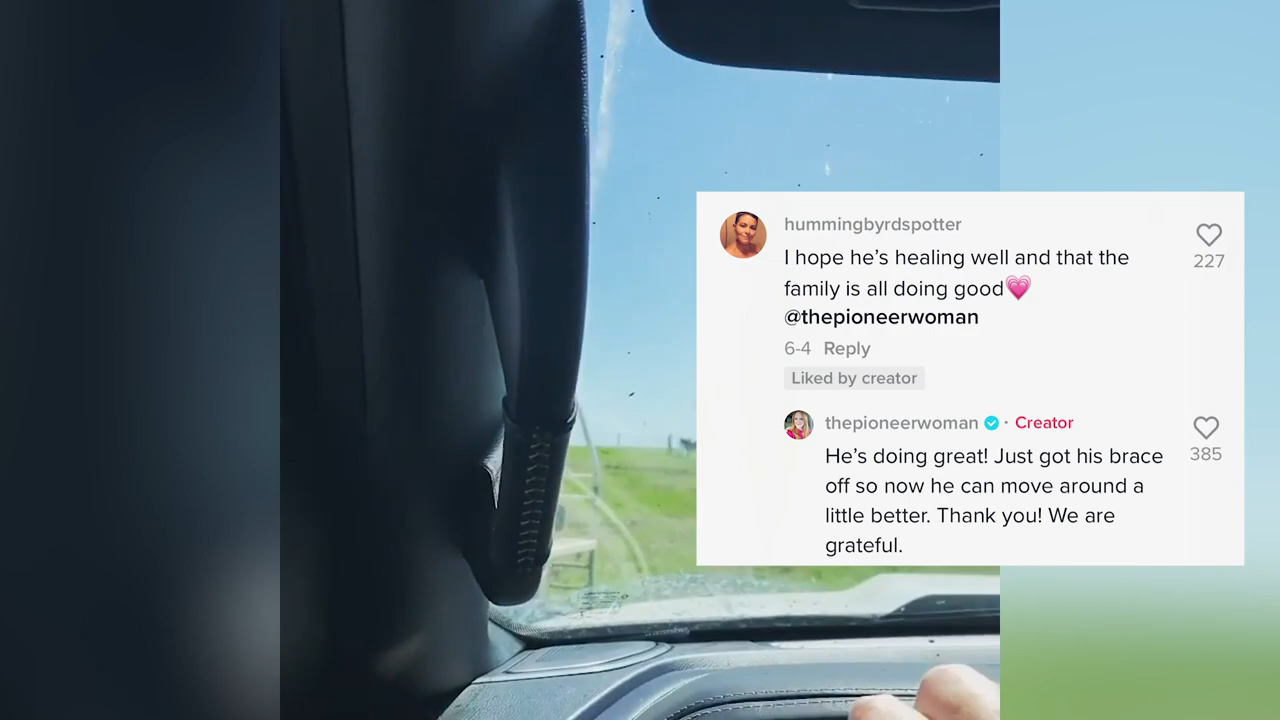 hummingbyrdspotter
I hope he's healing well and that the
family is all doing good💗
@thepioneerwoman
6-4 Reply
Liked by creator
227
thepioneerwoman · Creator
He's doing great! Just got his brace
off so now he can move around a
little better. Thank you! We are
grateful.
385